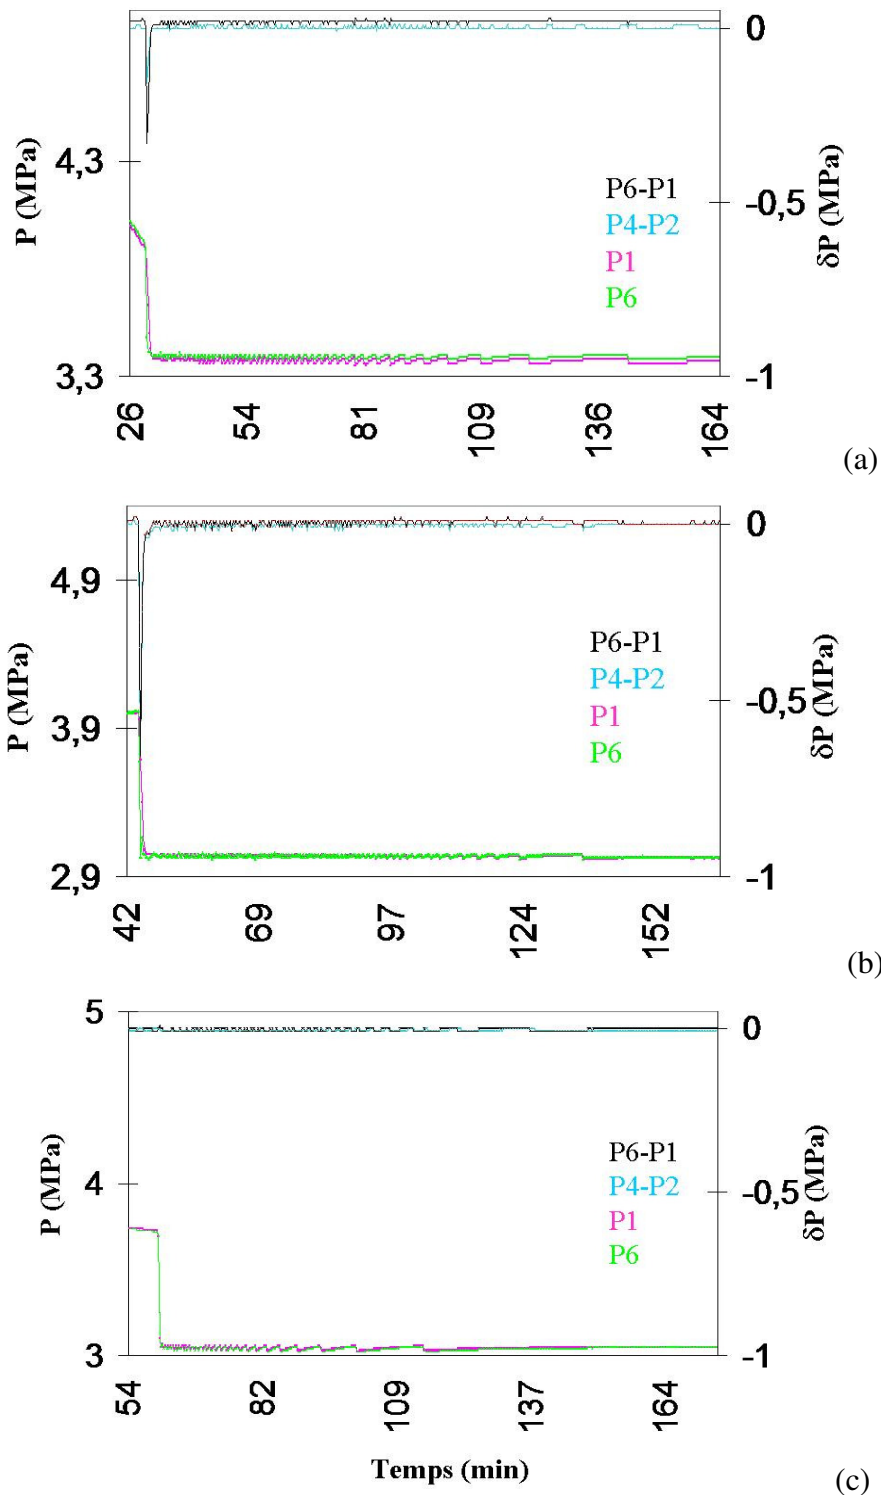 0
4,3
P (MPa)
P6-P1
P4-P2
P1
P6
-0,5
δP (MPa)
3,3
-1
26 54 81 109 136 164
(a)
0
4,9
P (MPa)
P6-P1
P4-P2
P1
P6
-0,5
δP (MPa)
3,9
2,9
-1
42 69 97 124 152
(b)
5
0
P6-P1
P4-P2
P1
P6
4
P (MPa)
-0,5
δP (MPa)
3
-1
54 82 109 137 164
Temps (min)
(c)